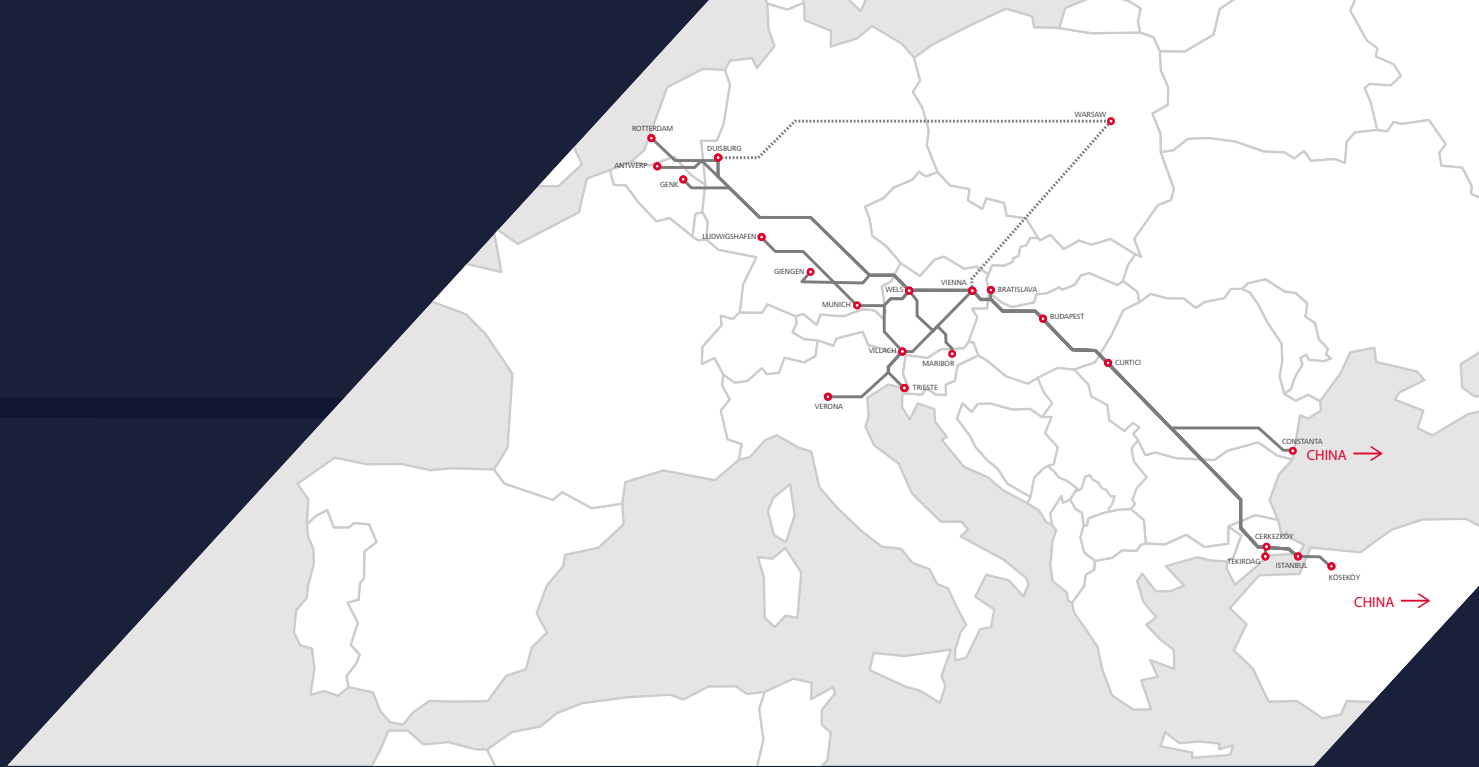 WARSAW
ROTTERDAM
DUISBURG
ANTWERP
GENK
LUDWIGSHAFEN
GIENGEN
VIENNA
WELS
BRATISLAVA
MUNICH
BUDAPEST
VILLACH
MARIBOR
CURTICI
TRIESTE
VERONA
CONSTANTA
CHINA
CERKEZKÖY
TEKIRDAG
ISTANBUL
KÖSEKÖY
CHINA